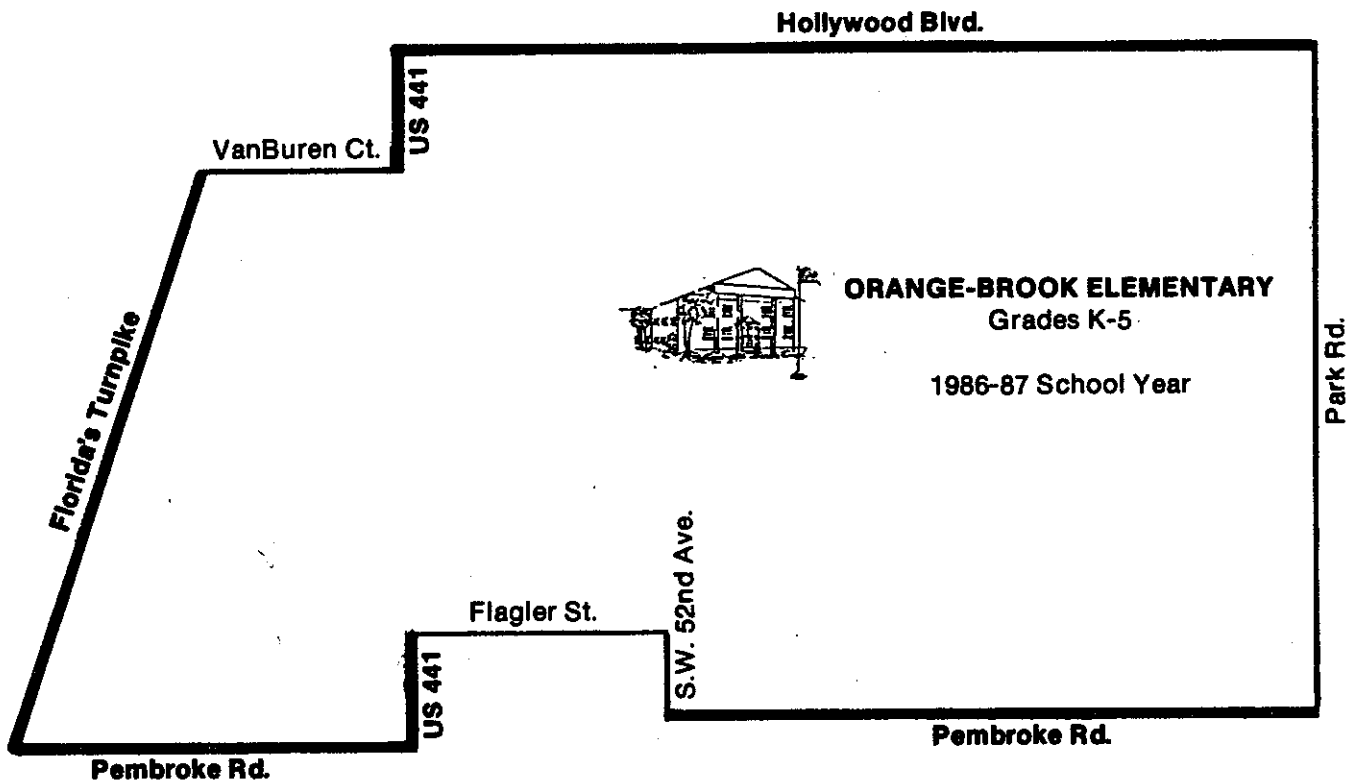 Hollywood Blvd.
US 441
VanBuren Ct.
ORANGE-BROOK ELEMENTARY
Grades K-5
1986-87 School Year
Park Rd.
Florida's Turnpike
S.W. 52nd Ave.
Flagler St.
US 441
Pembroke Rd.
Pembroke Rd.